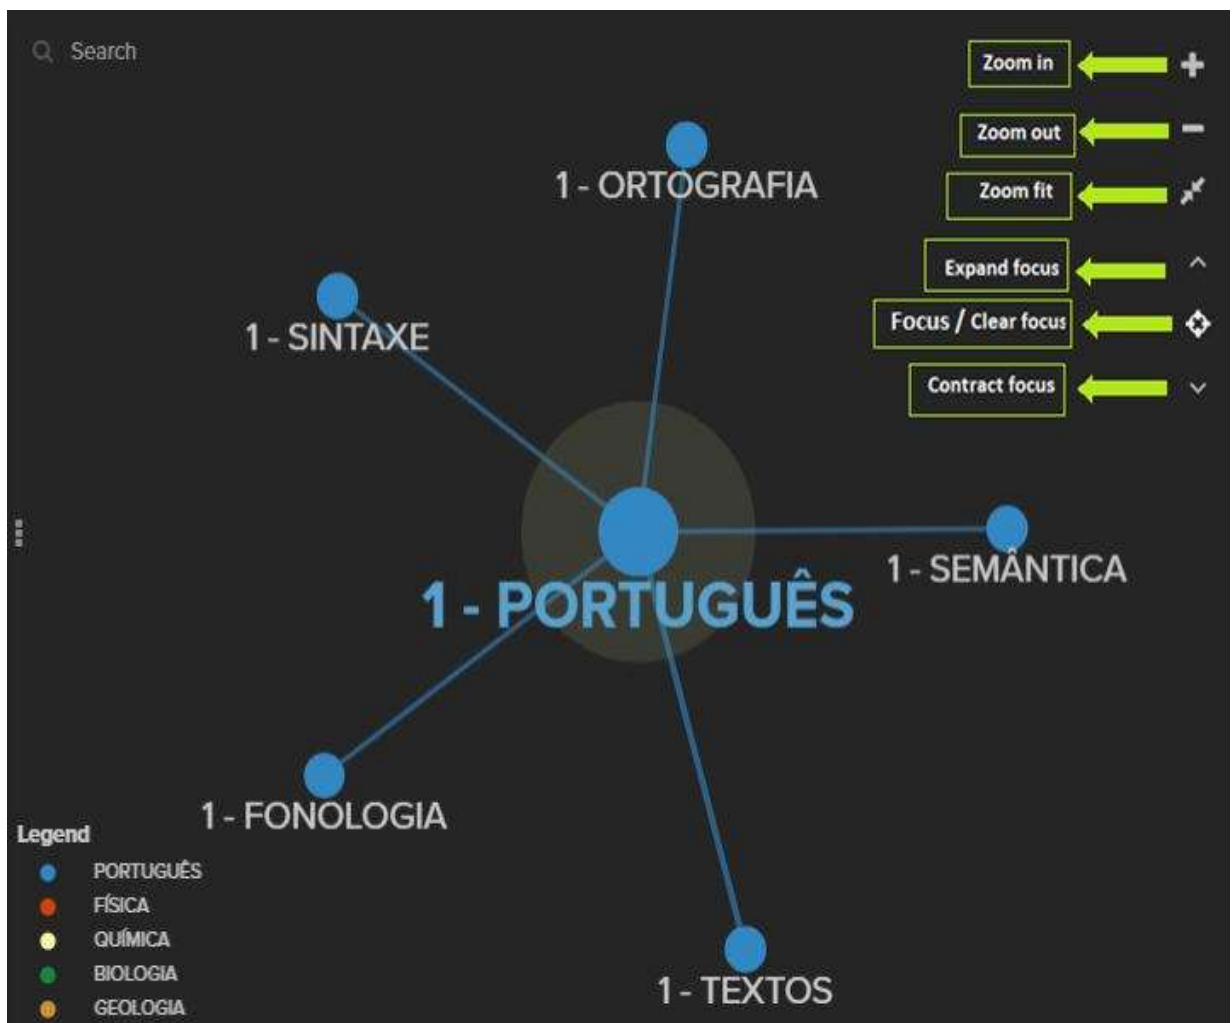 Search
Zoom in
Zoom out
1 - ORTOGRAFIA
Zoom fit
Expand focus
Focus / Clear focus
1 - SINTAXE
Contract focus
1 - SEMÂNTICA
1 - PORTUGUÊS
1 - FONOLOGIA
Legend
PORTUGUÊS
FÍSICA
QUÍMICA
BIOLOGIA
GEOLOGIA
1 - TEXTOS